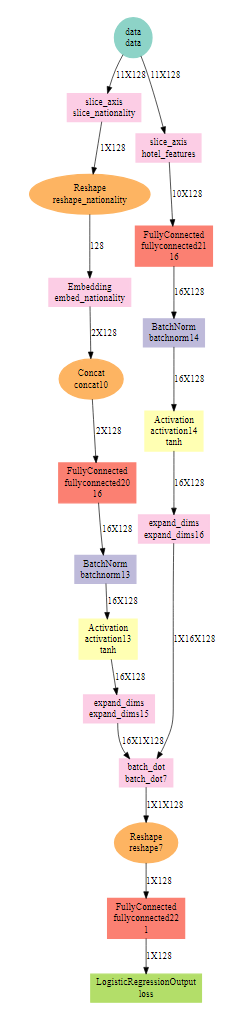 data
data
11X128
11X128
slice_axis
slice_nationality
slice_axis
hotel_features
1X128
10X128
Reshape
reshape_nationality
FullyConnected
fullyconnected21
16
128
16X128
Embedding
embed_nationality
BatchNorm
batchnorm14
2X128
16X128
Concat
concat10
Activation
activation14
tanh
2X128
16X128
FullyConnected
fullyconnected20
16
expand_dims
expand_dims16
16X128
BatchNorm
batchnorm13
16X128
Activation
activation13
tanh
1X16X128
16X128
expand_dims
expand_dims15
16X1X128
batch_dot
batch_dot7
1X1X128
Reshape
reshape7
1X128
FullyConnected
fullyconnected22
1
1X128
LogisticRegressionOutput
loss